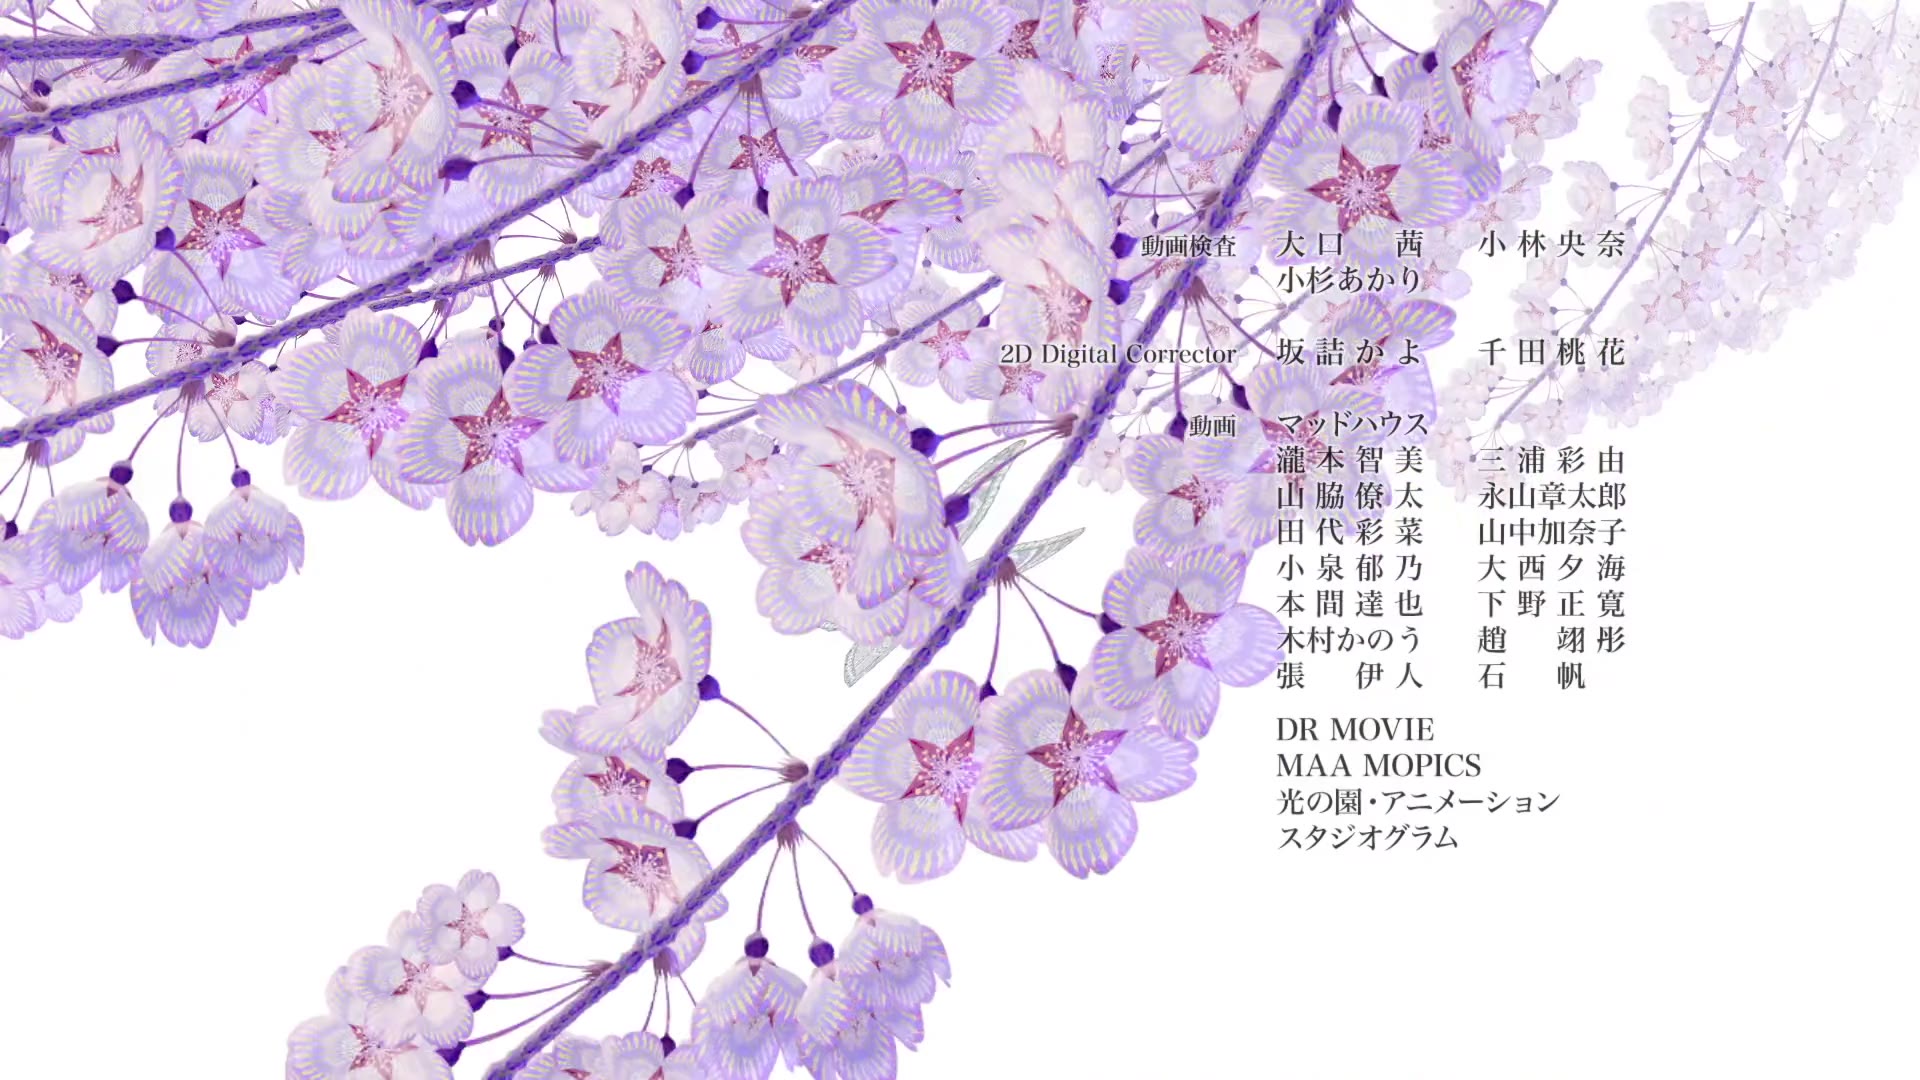 動画検査 大口 茜 小林央奈
小杉あかり
2D Digital Corrector 坂詰かよ 千田桃花
動画 マッドハウス
瀧本智美 三浦彩由
山脇僚太 永山章太郎
田代彩菜 山中加奈子
小泉郁乃 大西夕海
本間達也 下野正寛
木村かのう 趙 翊彤
張 伊人 石 帆
DR MOVIE
MAA MOPICS
光の園・アニメーション
スタジオグラム